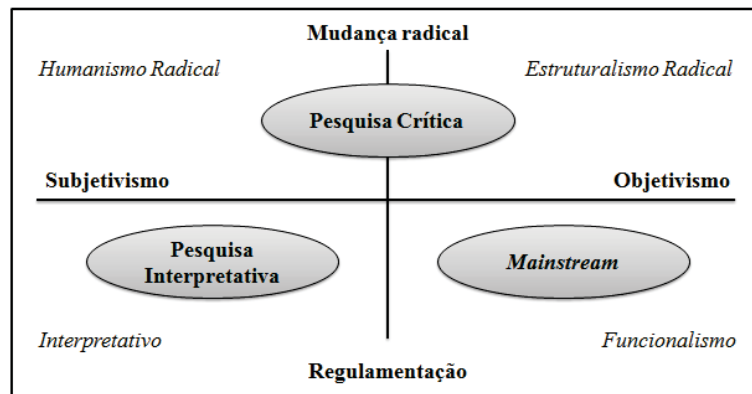 Mudança radical
Humanismo Radical
Estruturalismo Radical
Pesquisa Crítica
Subjetivismo
Objetivismo
Pesquisa
Interpretativa
Mainstream
Interpretativo
Funcionalismo
Regulamentação